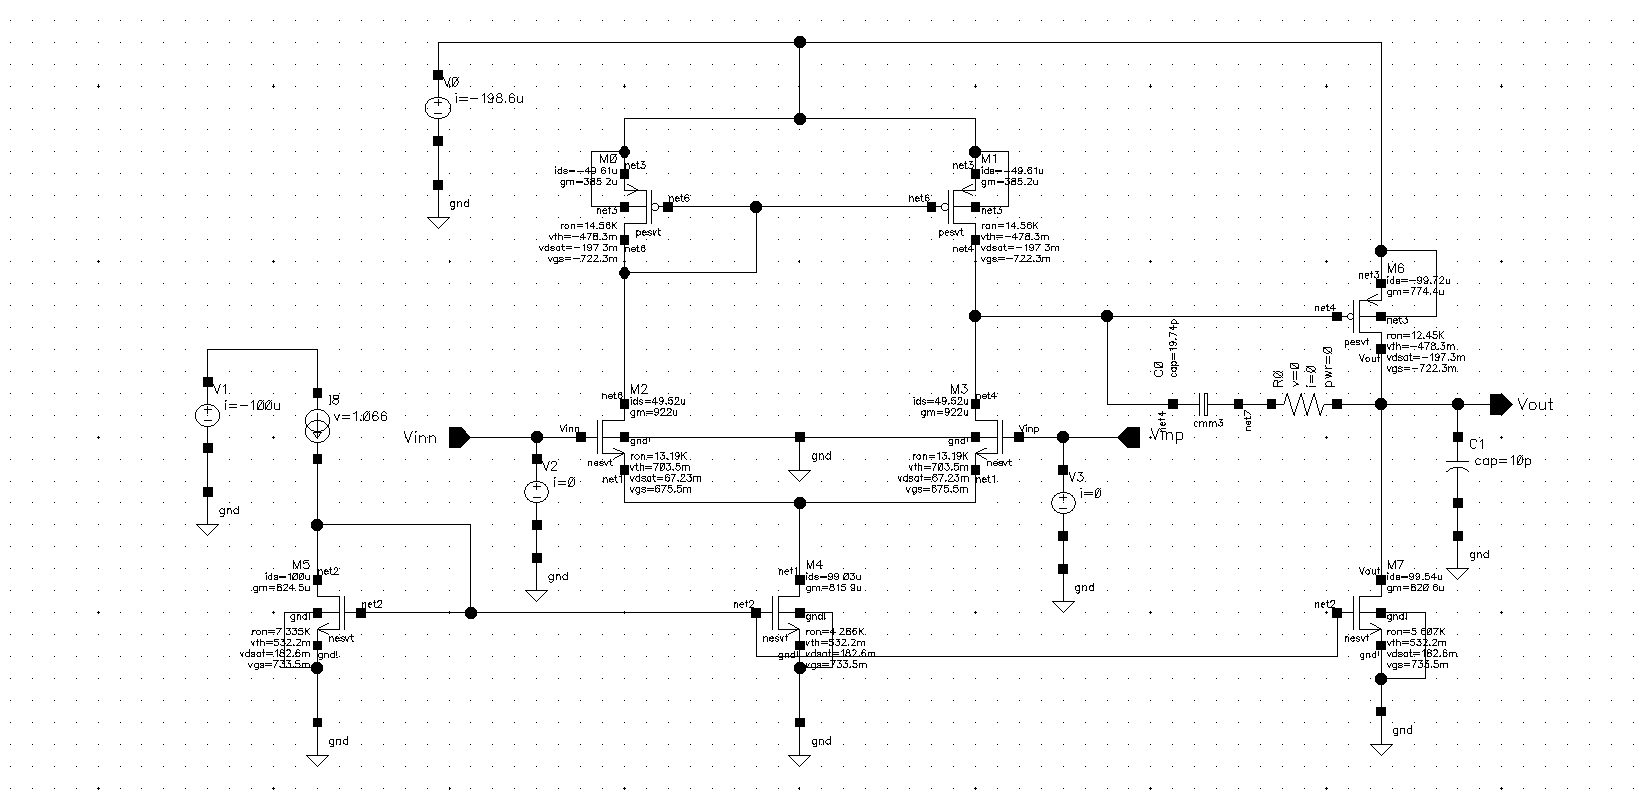 V0
i=-198.6u
gnd
M0
net3
ids=-49.61u
gm=385.2u
net3
net6
ron=14.56K
pesvt
vth=-478.3m
vdsat=-197.3m
net6
vgs=-722.3m
M1
net3
ids=-49.61u
gm=385.2u
net6
net3
ron=14.56K
pesvt
vth=-478.3m
net4
vdsat=-197.3m
vgs=-722.3m
M6
net3
ids=-99.72u
gm=774.4u
net4
net3
ron=12.45K
pesvt
vth=-478.3m
Vout
vdsat=-197.3m
vgs=-722.3m
C0
cap=19.74p
net4
cmm3
net7
R0
v=0
i=0
pwr=0
Vout
C1
cap=10p
gnd
V1
i=-100u
gnd
I8
v=1.066
M2
net6
ids=49.52u
gm=922u
Vinn
Vinn
gnd!
ron=13.19K
nesvt
vth=703.5m
vdsat=67.23m
net1
vgs=675.5m
V2
i=0
gnd
gnd
M3
net4
ids=49.52u
gm=922u
Vinp
Vinp
gnd!
ron=13.19K
nesvt
vth=703.5m
vdsat=67.23m
net1
vgs=675.5m
V3
i=0
gnd
M5
net2
ids=100u
gm=824.5u
net2
gnd!
ron=7.335K
nesvt
vth=532.2m
vdsat=182.6m
gnd!
vgs=733.5m
gnd
M4
net1
ids=99.03u
gm=815.9u
net2
gnd!
ron=4.286K
nesvt
vth=532.2m
vdsat=182.6m
gnd!
vgs=733.5m
gnd
M7
Vout
ids=99.54u
gm=820.6u
net2
gnd!
ron=5.607K
nesvt
vth=532.2m
vdsat=182.6m
gnd!
vgs=733.5m
gnd